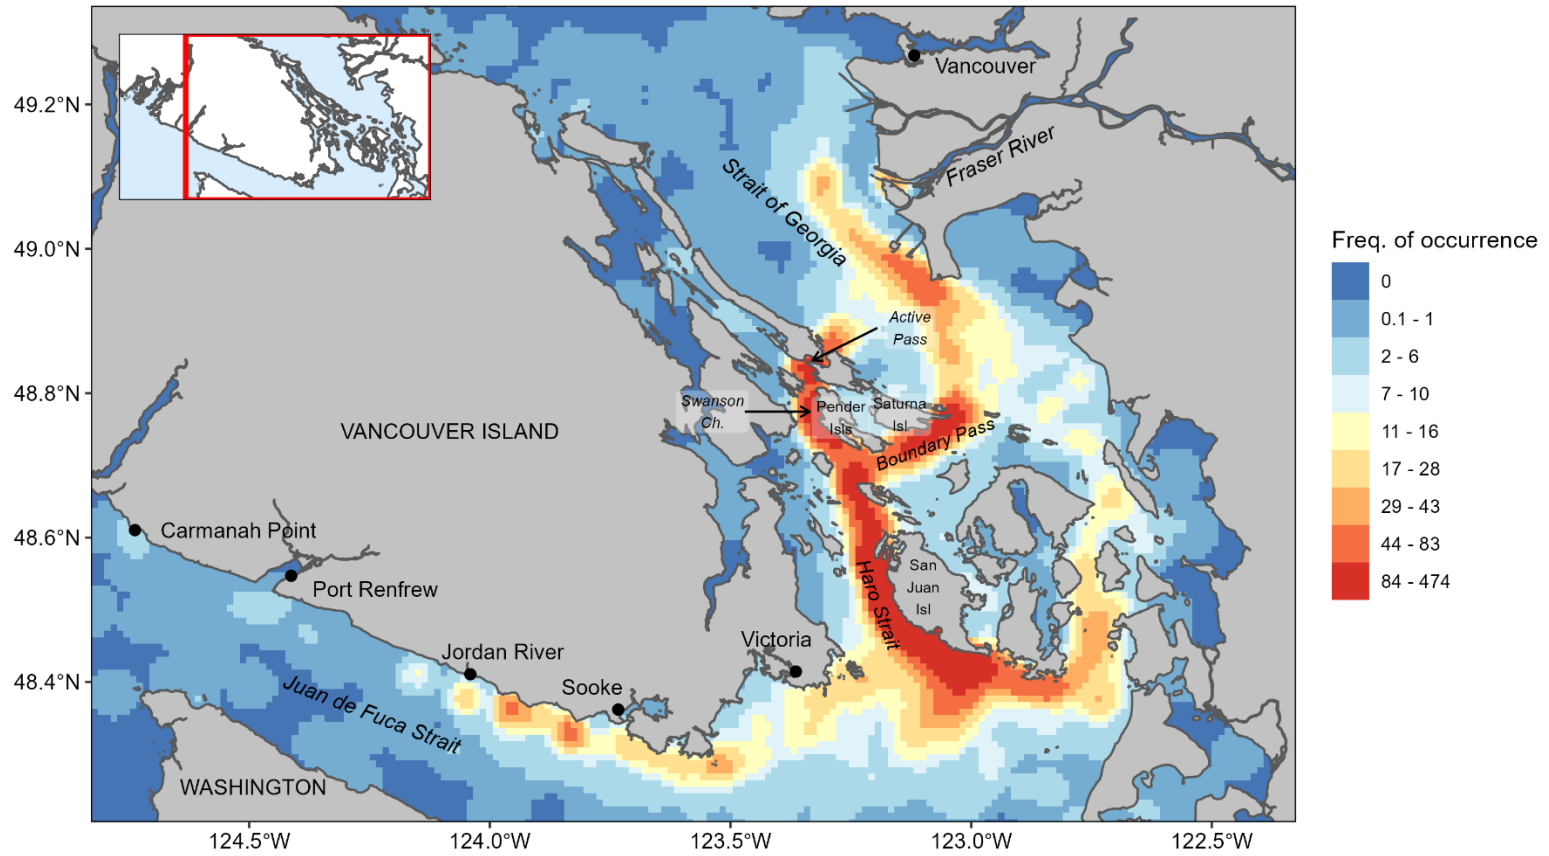 49.2°N
49.0°N
48.8°N
48.6°N
48.4°N
124.5°W
124.0°W
123.5°W
123.0°W
122.5°W
Vancouver
Fraser River
Strait of Georgia
Active
Pass
Swanson
Ch.
Pender
Isls
Saturna
Isl
Boundary Pass
VANCOUVER ISLAND
Carmanah Point
Port Renfrew
Haro Strait
San
Juan
Isl
Victoria
Jordan River
Sooke
Juan de Fuca Strait
WASHINGTON
Freq. of occurrence
0
0.1 - 1
2 - 6
7 - 10
11 - 16
17 - 28
29 - 43
44 - 83
84 - 474